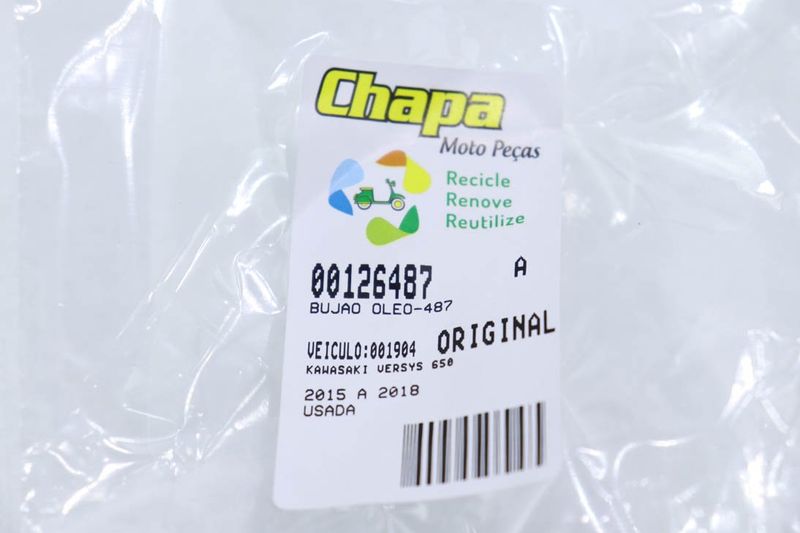 Chapa
Moto Peças
Recicle
Renove
Reutilize
00126487 A
BUJAO OLEO-487
VEICULO:001904 ORIGINAL
KAWASAKI VERSYS 650
2015 A 2018
USADA